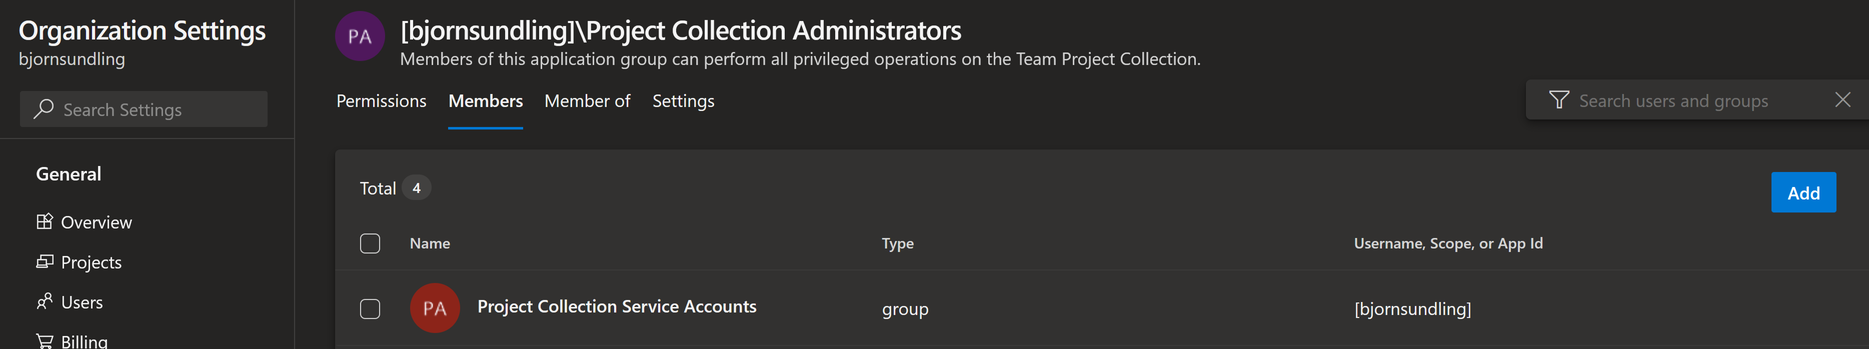 Organization Settings
bjornsundling
Search Settings
General
Overview
Projects
Users
Billing
PA
[bjornsundling]\Project Collection Administrators
Members of this application group can perform all privileged operations on the Team Project Collection.
Permissions Members Member of Settings
Search users and groups
Total 4
Add
Name Type Username, Scope, or App Id
PA Project Collection Service Accounts group [bjornsundling]